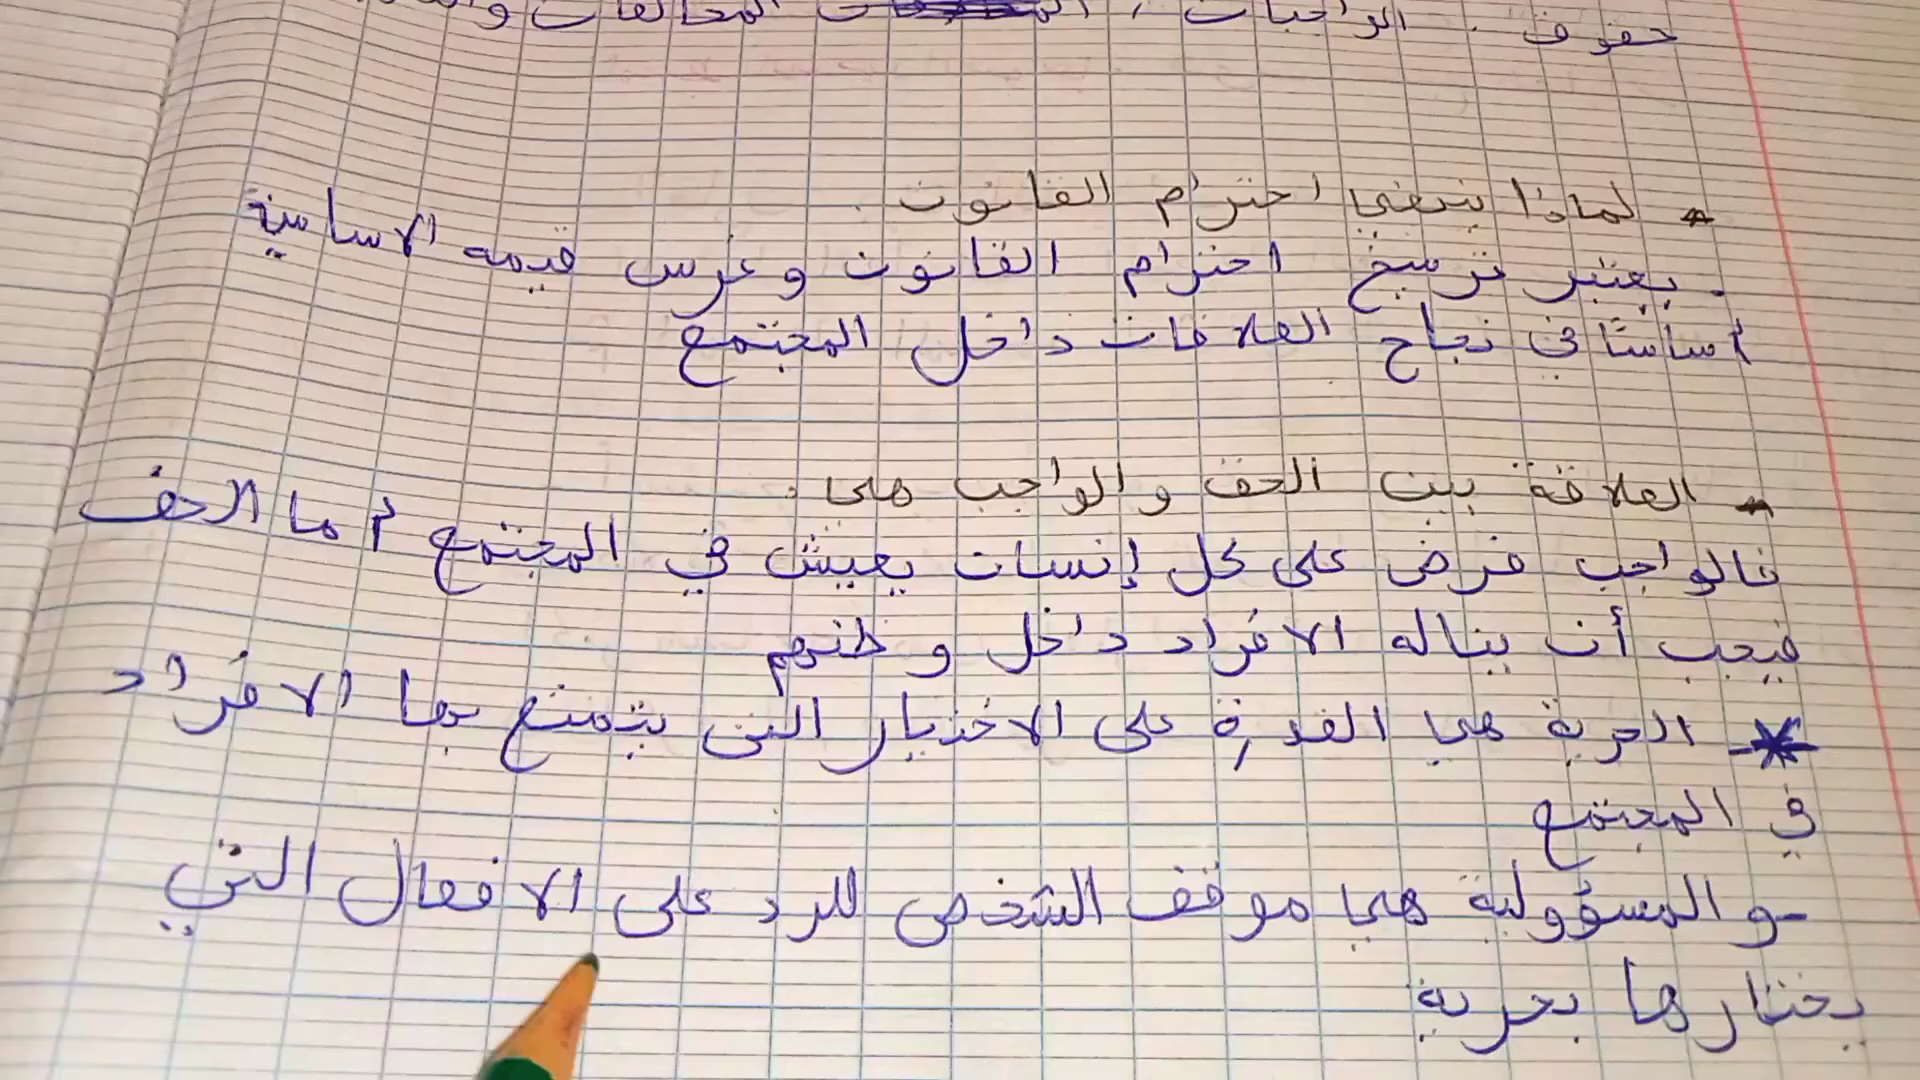 حقوق . الواجبات ، المخالفات
* لماذا ينبغي احترام القانون .
. يعتبر ترسيخ احترام القانون وغرس قيمه الاساسية
أساسًا في نجاح العلاقات داخل المجتمع
- العلاقة بين الحق والواجب هي .
فالواجب فرض على كل إنسان يعيش في المجتمع أما الحق
فيجب أن يناله الافراد داخل وطنهم
* الحرية هي القدرة على الاختيار التي يتمتع بها الافراد
في المجتمع
- والمسؤولية هي موقف الشخص للرد على الافعال التي
يختارها بحرية